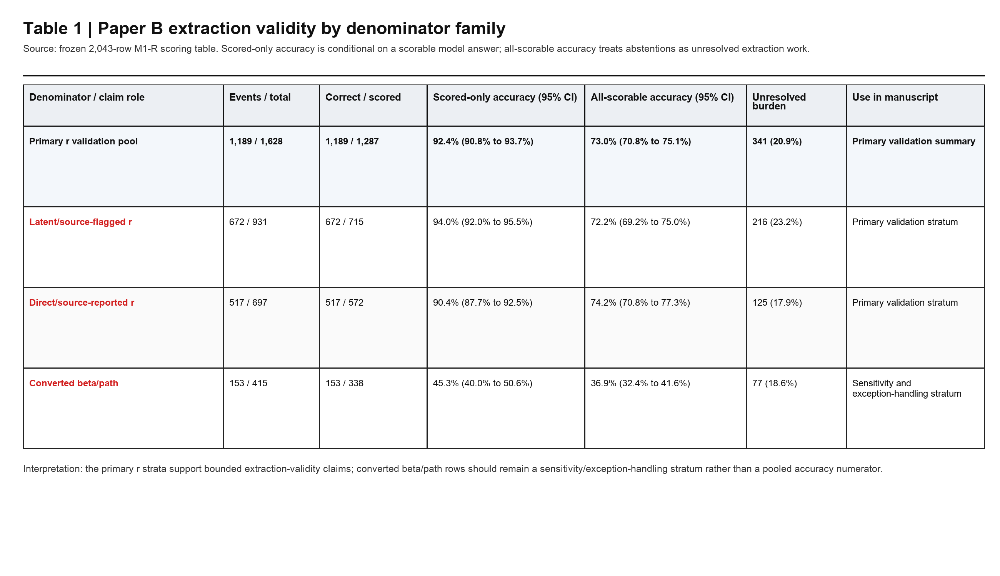 Table 1 | Paper B extraction validity by denominator family
Source: frozen 2,043-row M1-R scoring table. Scored-only accuracy is conditional on a scorable model answer; all-scorable accuracy treats abstentions as unresolved extraction work.
Denominator / claim role
Events / total
Correct / scored
Scored-only accuracy (95% CI)
All-scorable accuracy (95% CI)
Unresolved
burden
Use in manuscript
Primary r validation pool
1,189 / 1,628
1,189 / 1,287
92.4% (90.8% to 93.7%)
73.0% (70.8% to 75.1%)
341 (20.9%)
Primary validation summary
Latent/source-flagged r
672 / 931
672 / 715
94.0% (92.0% to 95.5%)
72.2% (69.2% to 75.0%)
216 (23.2%)
Primary validation stratum
Direct/source-reported r
517 / 697
517 / 572
90.4% (87.7% to 92.5%)
74.2% (70.8% to 77.3%)
125 (17.9%)
Primary validation stratum
Converted beta/path
153 / 415
153 / 338
45.3% (40.0% to 50.6%)
36.9% (32.4% to 41.6%)
77 (18.6%)
Sensitivity and
exception-handling stratum
Interpretation: the primary r strata support bounded extraction-validity claims; converted beta/path rows should remain a sensitivity/exception-handling stratum rather than a pooled accuracy numerator.